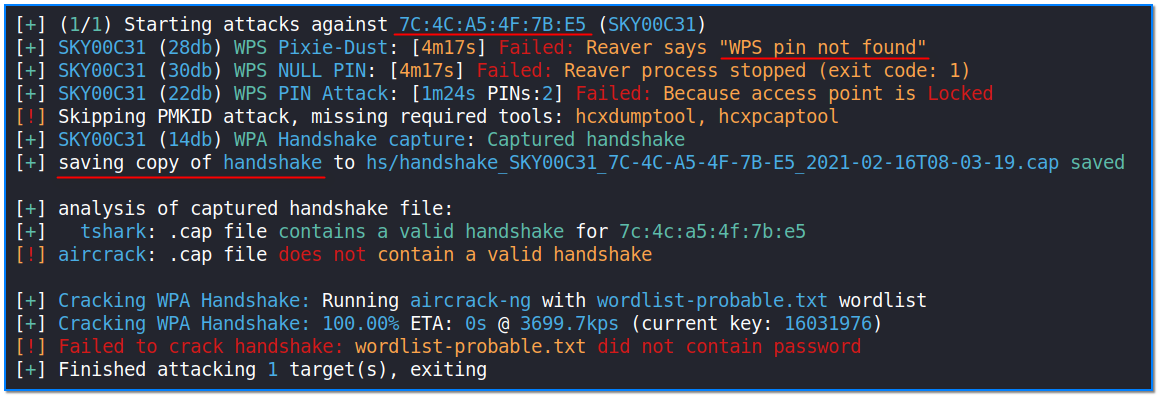 [+] (1/1) Starting attacks against 7C:4C:A5:4F:7B:E5 (SKY00C31)
[+] SKY00C31 (28db) WPS Pixie-Dust: [4m17s] Failed: Reaver says "WPS pin not found"
[+] SKY00C31 (30db) WPS NULL PIN: [4m17s] Failed: Reaver process stopped (exit code: 1)
[+] SKY00C31 (22db) WPS PIN Attack: [1m24s PINs:2] Failed: Because access point is Locked
[!] Skipping PMKID attack, missing required tools: hcxdumptool, hcxpcaptool
[+] SKY00C31 (14db) WPA Handshake capture: Captured handshake
[+] saving copy of handshake to hs/handshake_SKY00C31_7C-4C-A5-4F-7B-E5_2021-02-16T08-03-19.cap saved
[+] analysis of captured handshake file:
[+]   tshark: .cap file contains a valid handshake for 7c:4c:a5:4f:7b:e5
[!] aircrack: .cap file does not contain a valid handshake
[+] Cracking WPA Handshake: Running aircrack-ng with wordlist-probable.txt wordlist
[+] Cracking WPA Handshake: 100.00% ETA: 0s @ 3699.7kps (current key: 16031976)
[!] Failed to crack handshake: wordlist-probable.txt did not contain password
[+] Finished attacking 1 target(s), exiting